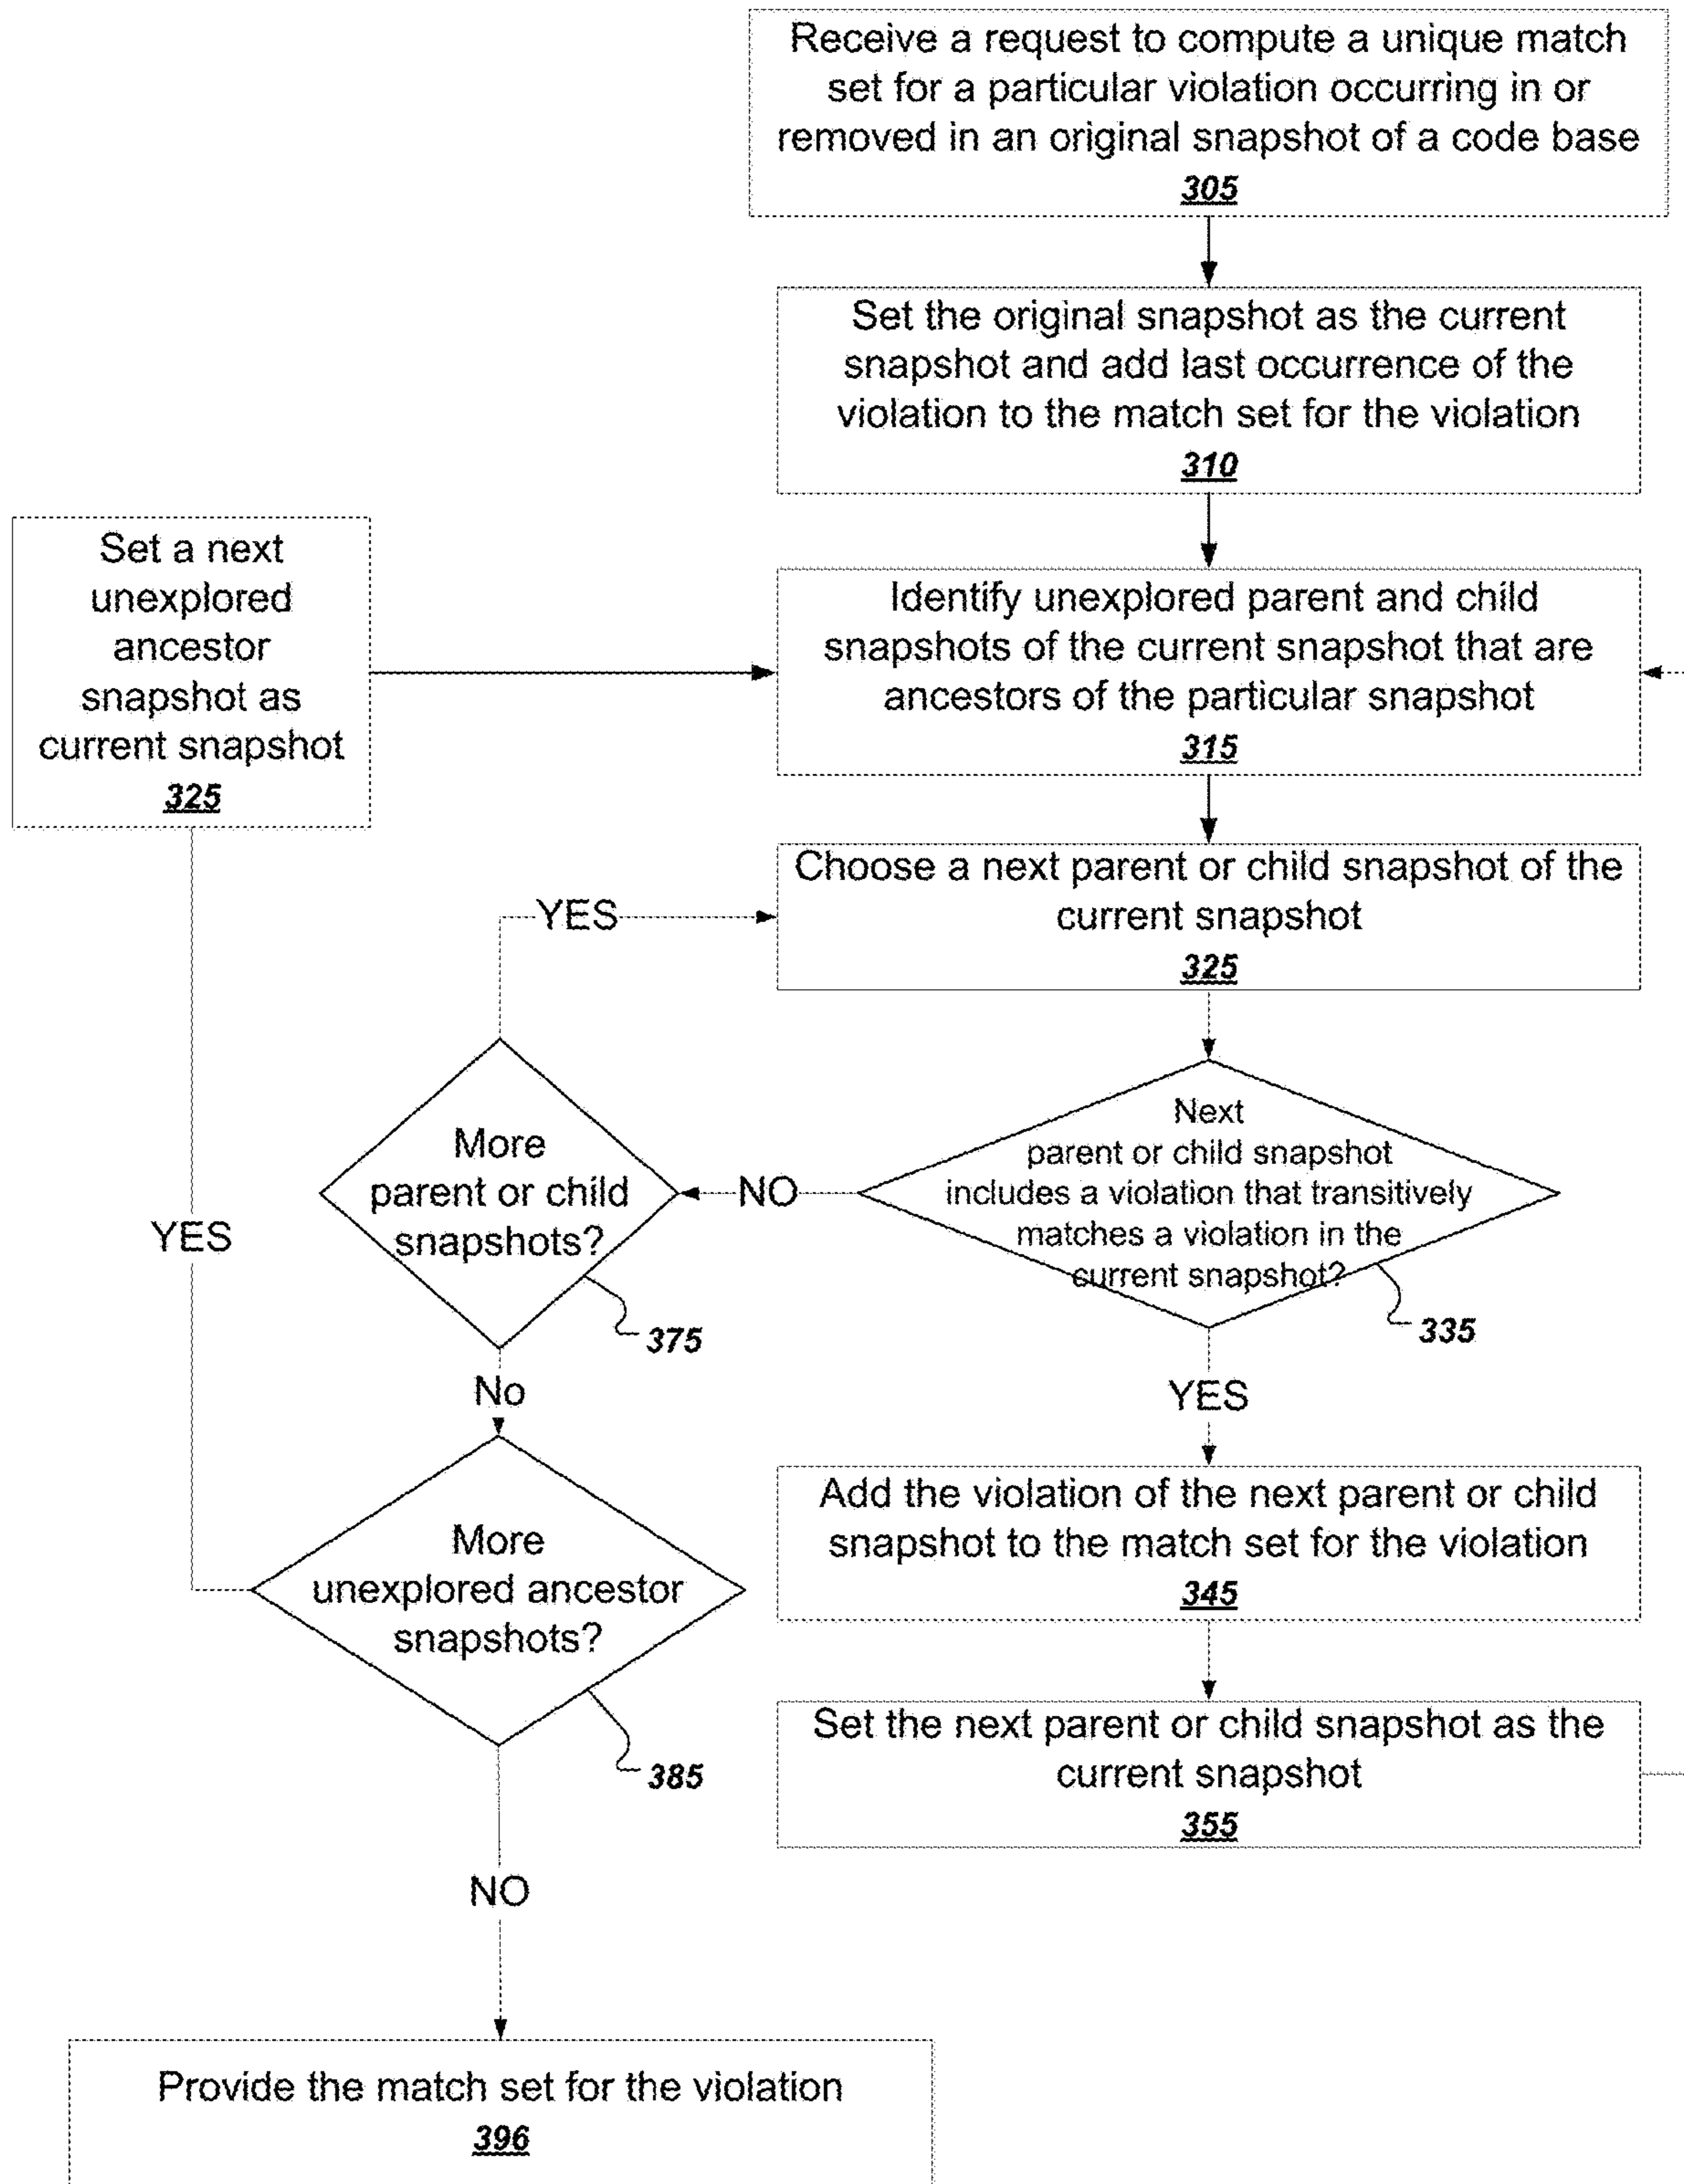 Receive a request to compute a unique match
set for a particular violation occurring in or
removed in an original snapshot of a code base
305
Set the original snapshot as the current
snapshot and add last occurrence of the
violation to the match set for the violation
310
Set a next
unexplored
ancestor
snapshot as
current snapshot
325
Identify unexplored parent and child
snapshots of the current snapshot that are
ancestors of the particular snapshot
315
Choose a next parent or child snapshot of the
current snapshot
325
YES
Next
parent or child snapshot
includes a violation that transitively
matches a violation in the
current snapshot?
335
NO
More
parent or child
snapshots?
375
YES
No
YES
Add the violation of the next parent or child
snapshot to the match set for the violation
345
More
unexplored ancestor
snapshots?
385
Set the next parent or child snapshot as the
current snapshot
355
NO
Provide the match set for the violation
396